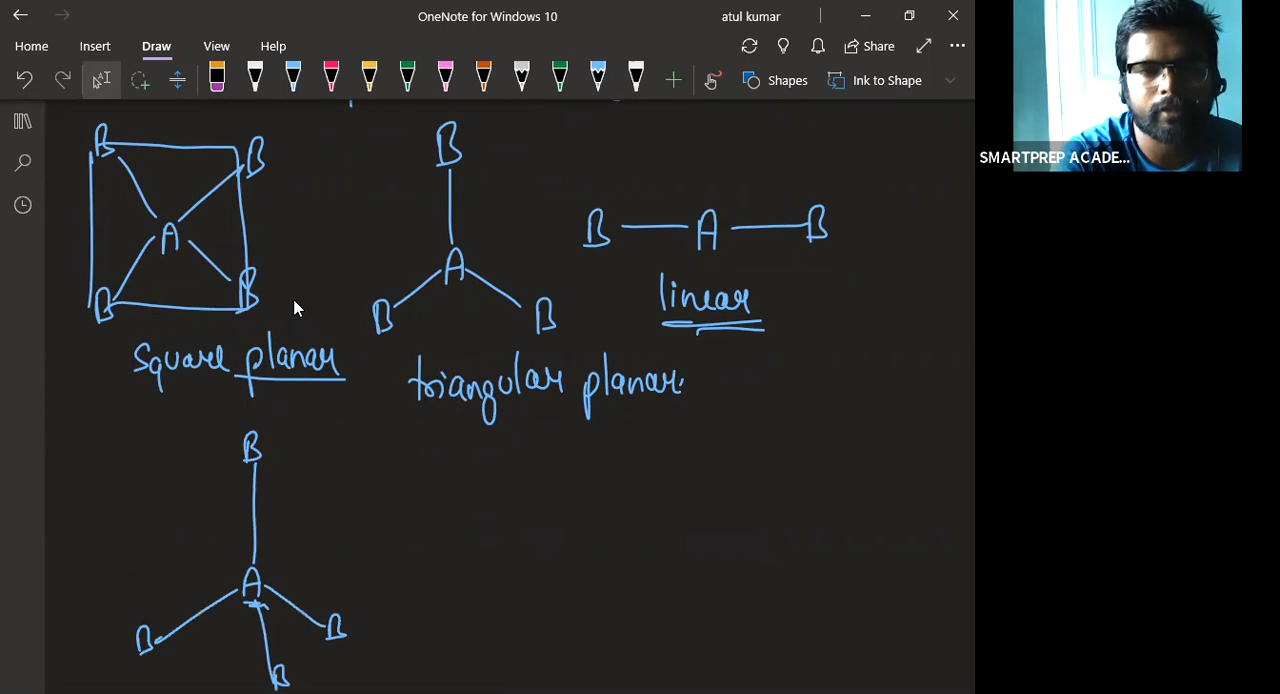 OneNote for Windows 10
atul kumar
Home Insert Draw View Help
Share
Shapes
Ink to Shape
SMARTPREP ACADE...
B B
A
B B
square planar
B
A
B B
triangular planar
B A B
linear
B
A
B B
B